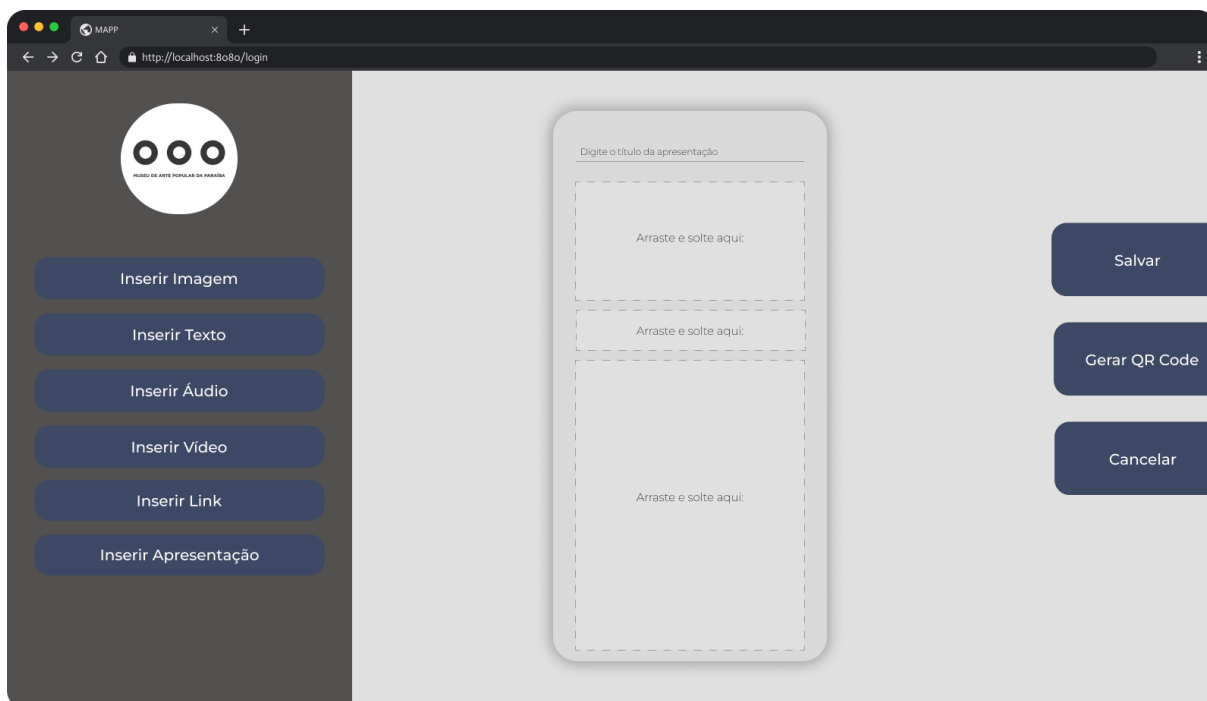 MAPP
http://localhost:8080/login
MUSEU DE ARTE POPULAR DA PARAÍBA
Inserir Imagem
Inserir Texto
Inserir Áudio
Inserir Vídeo
Inserir Link
Inserir Apresentação
Digite o título da apresentação
Arraste e solte aqui:
Arraste e solte aqui:
Arraste e solte aqui:
Salvar
Gerar QR Code
Cancelar